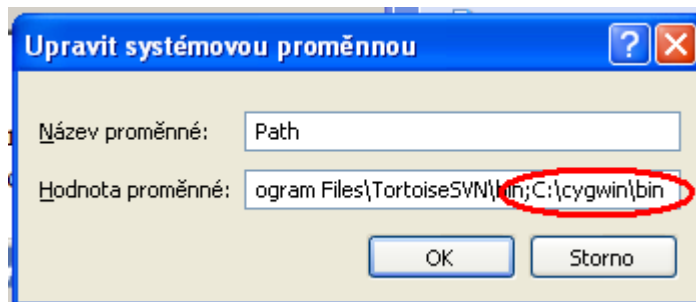 Upravit systémovou proměnnou
Název proměnné: Path
Hodnota proměnné: ogram Files\TortoiseSVN\bin;C:\cygwin\bin
OK Storno